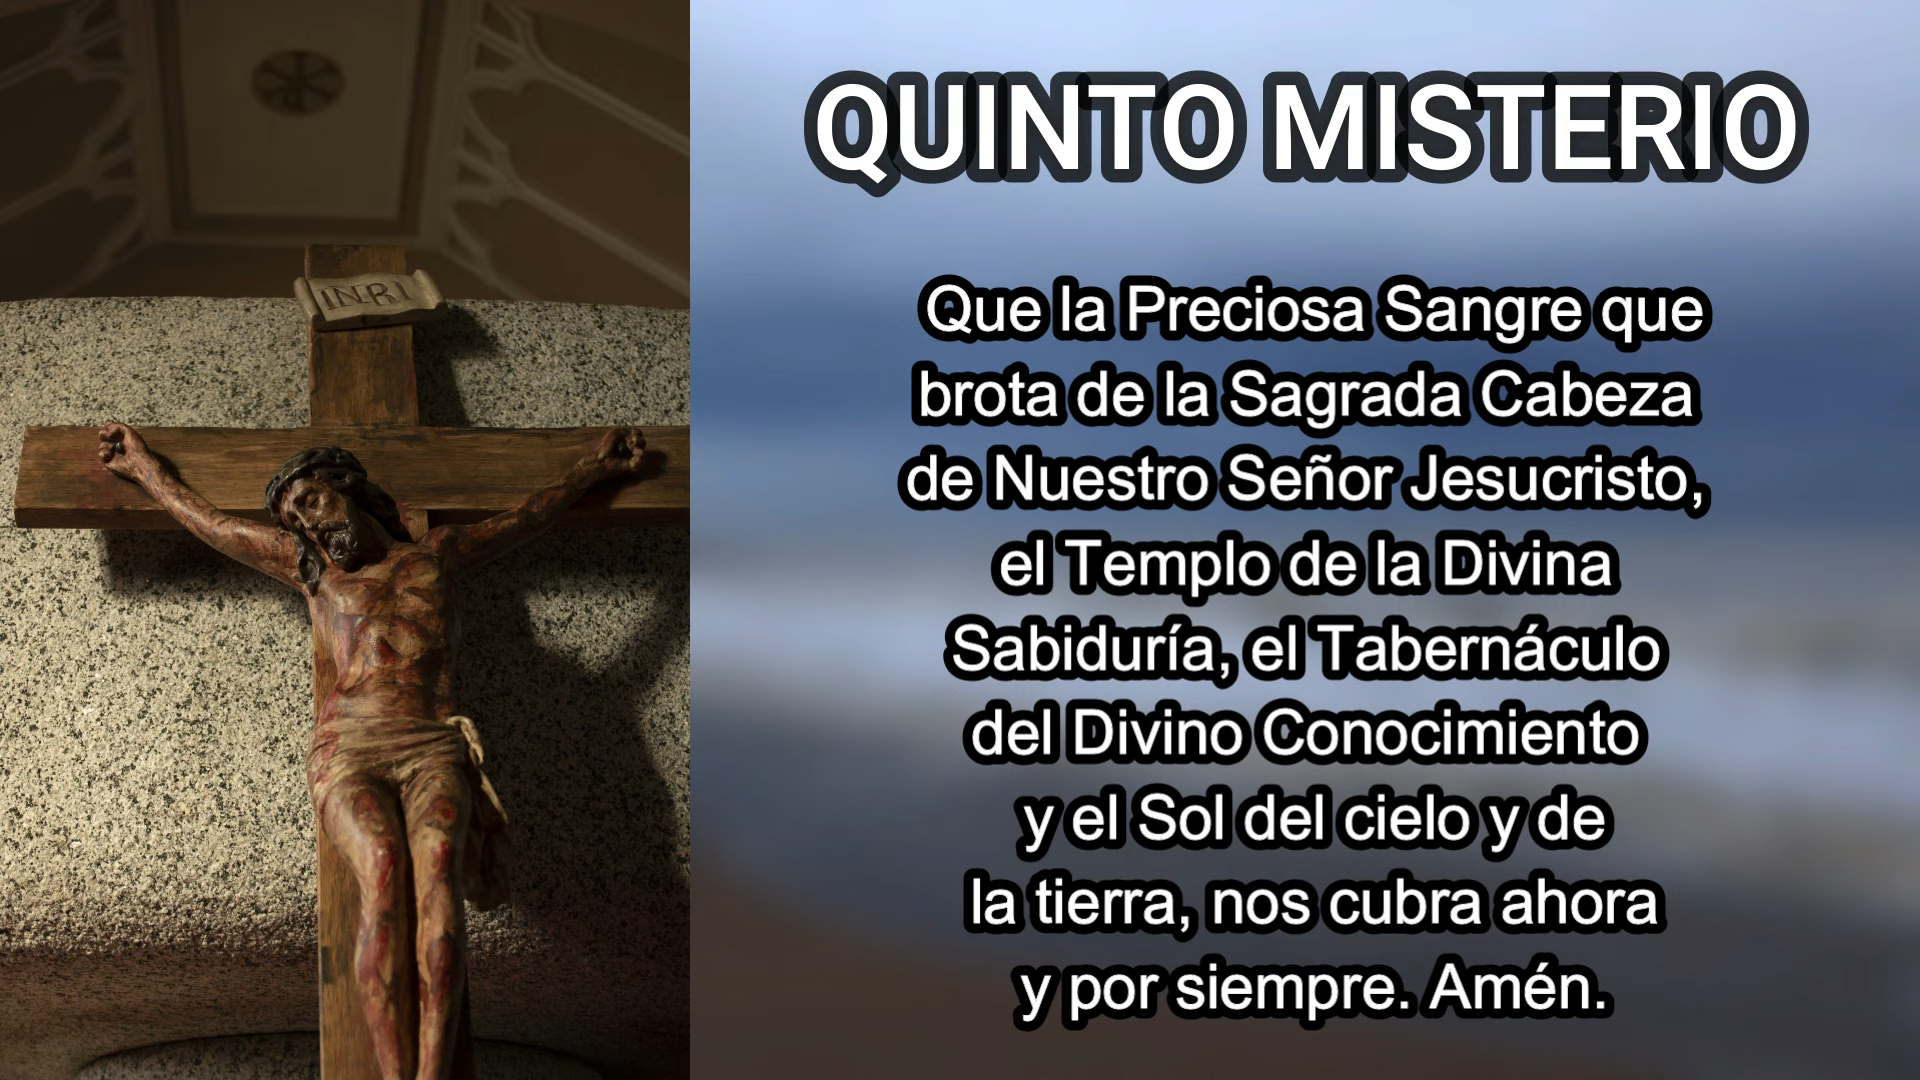 INRI
QUINTO MISTERIO
Que la Preciosa Sangre que
brota de la Sagrada Cabeza
de Nuestro Señor Jesucristo,
el Templo de la Divina
Sabiduría, el Tabernáculo
del Divino Conocimiento
y el Sol del cielo y de
la tierra, nos cubra ahora
y por siempre. Amén.